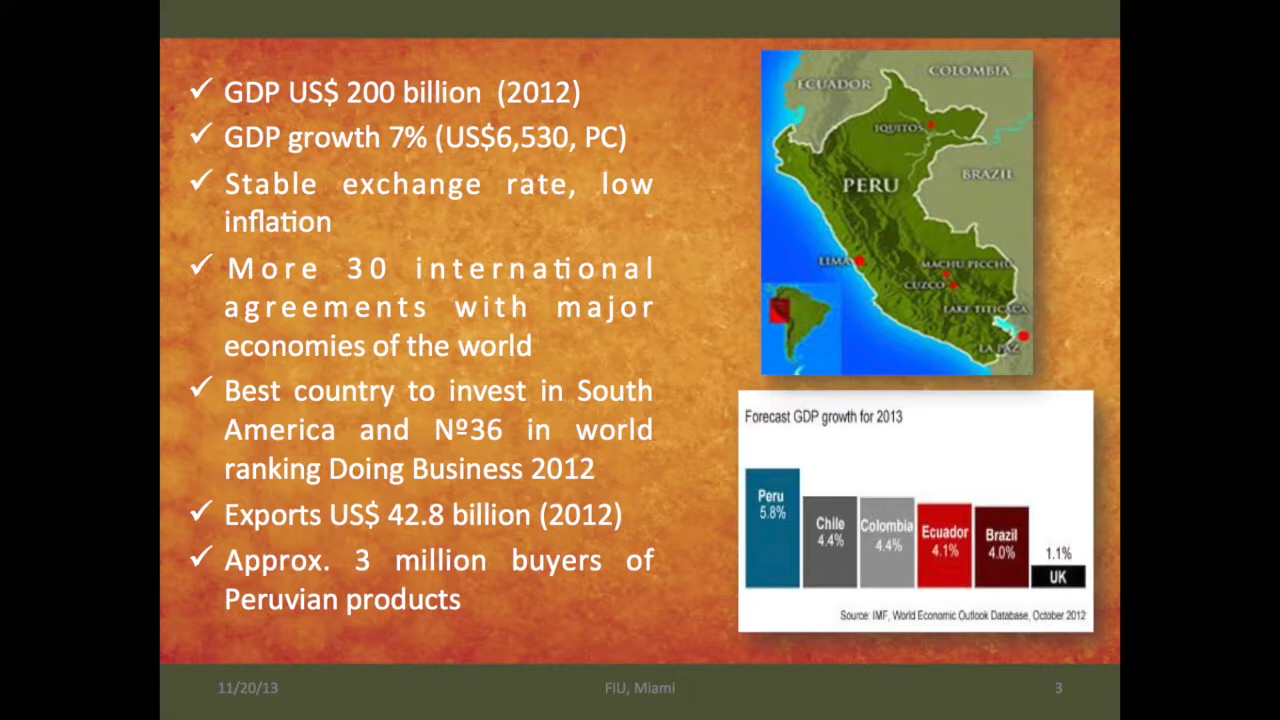 ✓ GDP US$ 200 billion (2012)
✓ GDP growth 7% (US$6,530, PC)
✓ Stable exchange rate, low
inflation
✓ More 30 international
agreements with major
economies of the world
✓ Best country to invest in South
America and Nº36 in world
ranking Doing Business 2012
✓ Exports US$ 42.8 billion (2012)
✓ Approx. 3 million buyers of
Peruvian products
COLOMBIA
ECUADOR
IQUITOS
BRAZIL
PERU
LIMA
MACHU PICCHU
CUZCO
LAKE TITICACA
LA PAZ
Forecast GDP growth for 2013
Peru
5.8%
Chile
4.4%
Colombia
4.4%
Ecuador
4.1%
Brazil
4.0%
1.1%
UK
Source: IMF, World Economic Outlook Database, October 2012
11/20/13
FIU, Miami
3